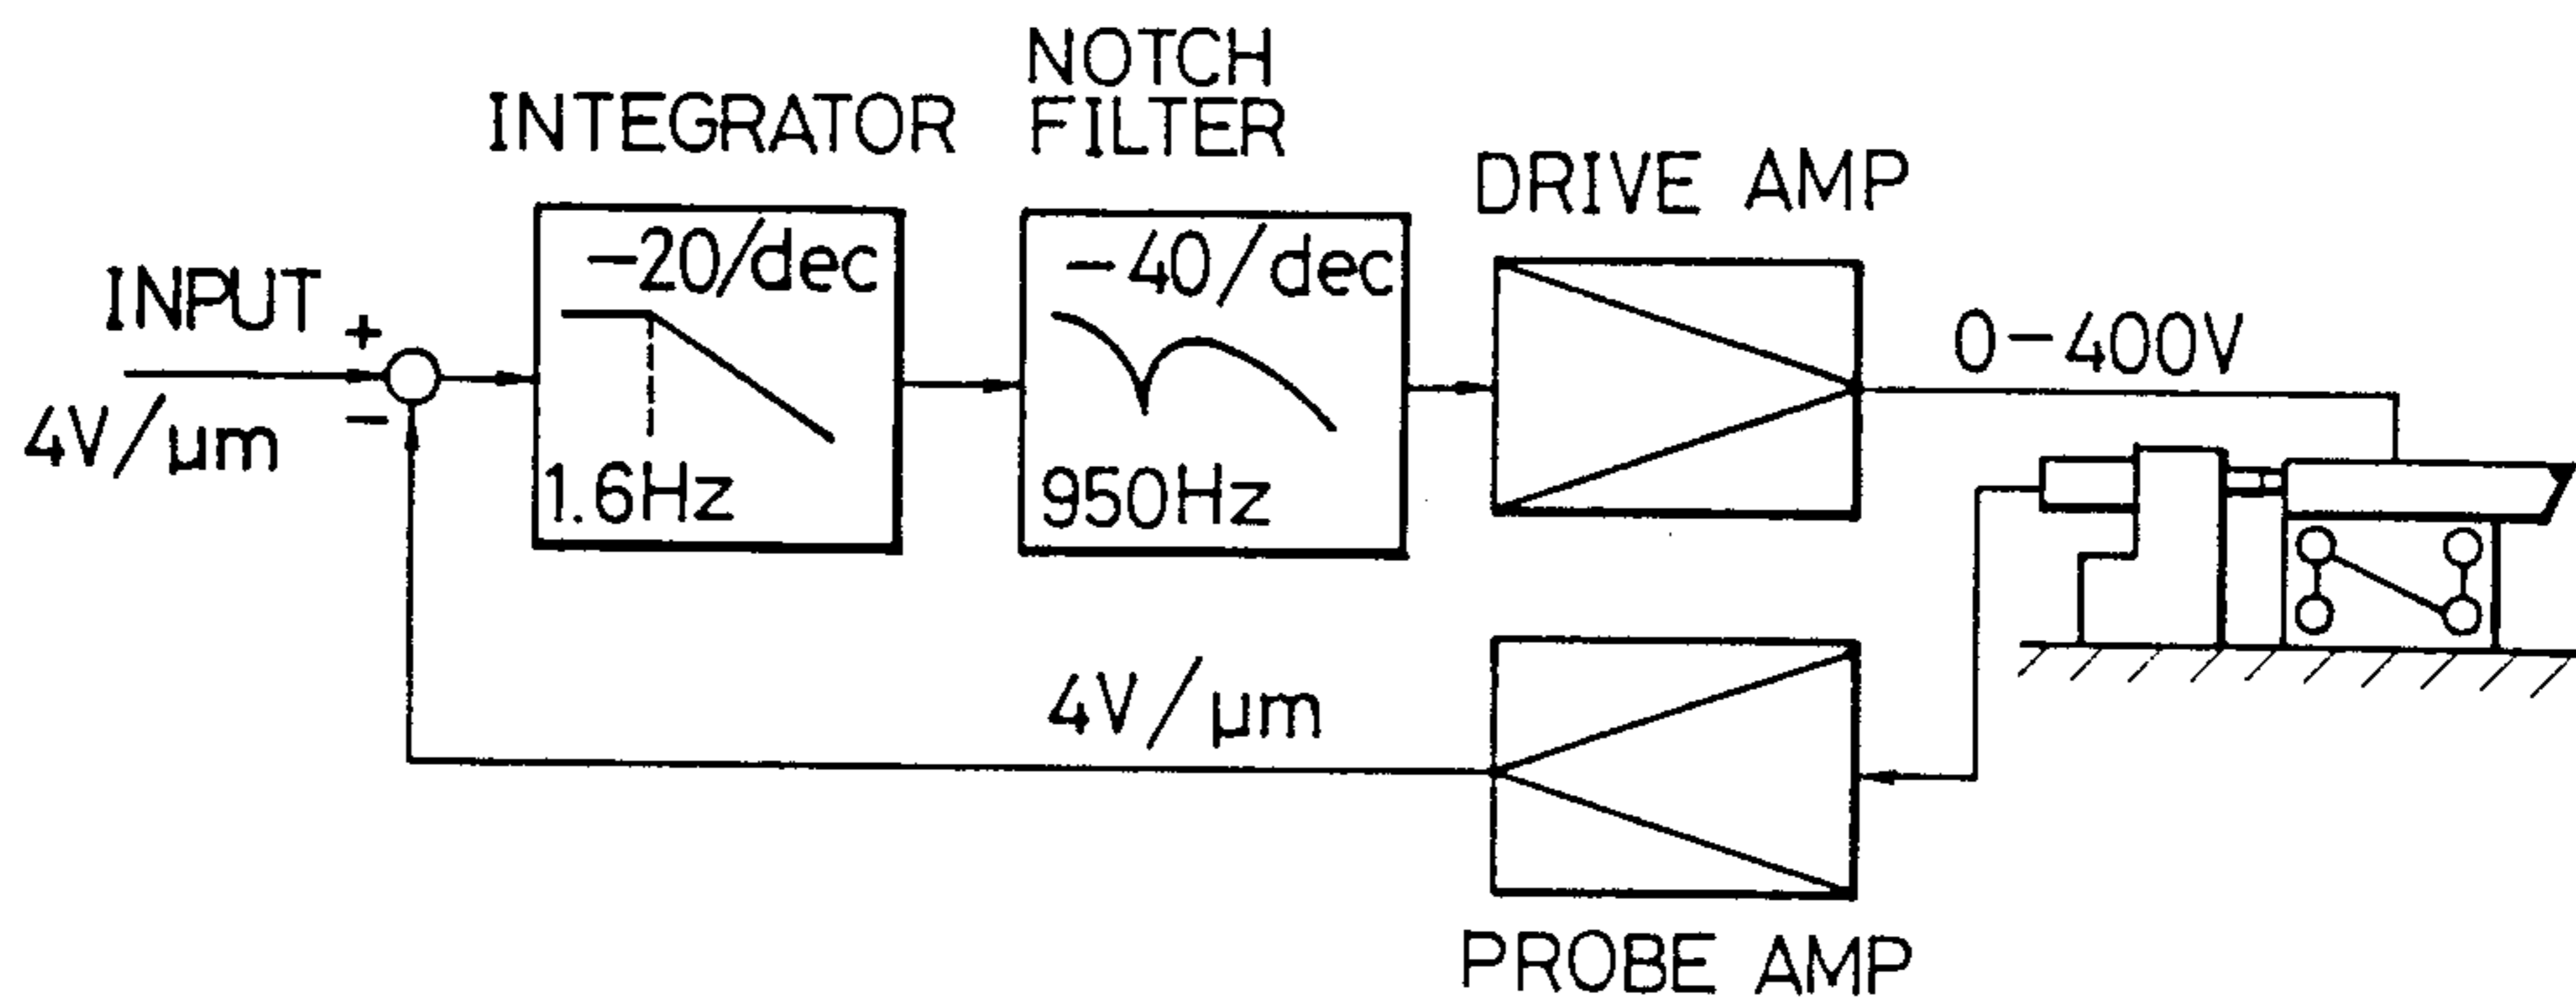 NOTCH
FILTER
INTEGRATOR
DRIVE AMP
INPUT
+
−
4V/μm
−20/dec
1.6Hz
−40/dec
950Hz
0−400V
4V/μm
PROBE AMP